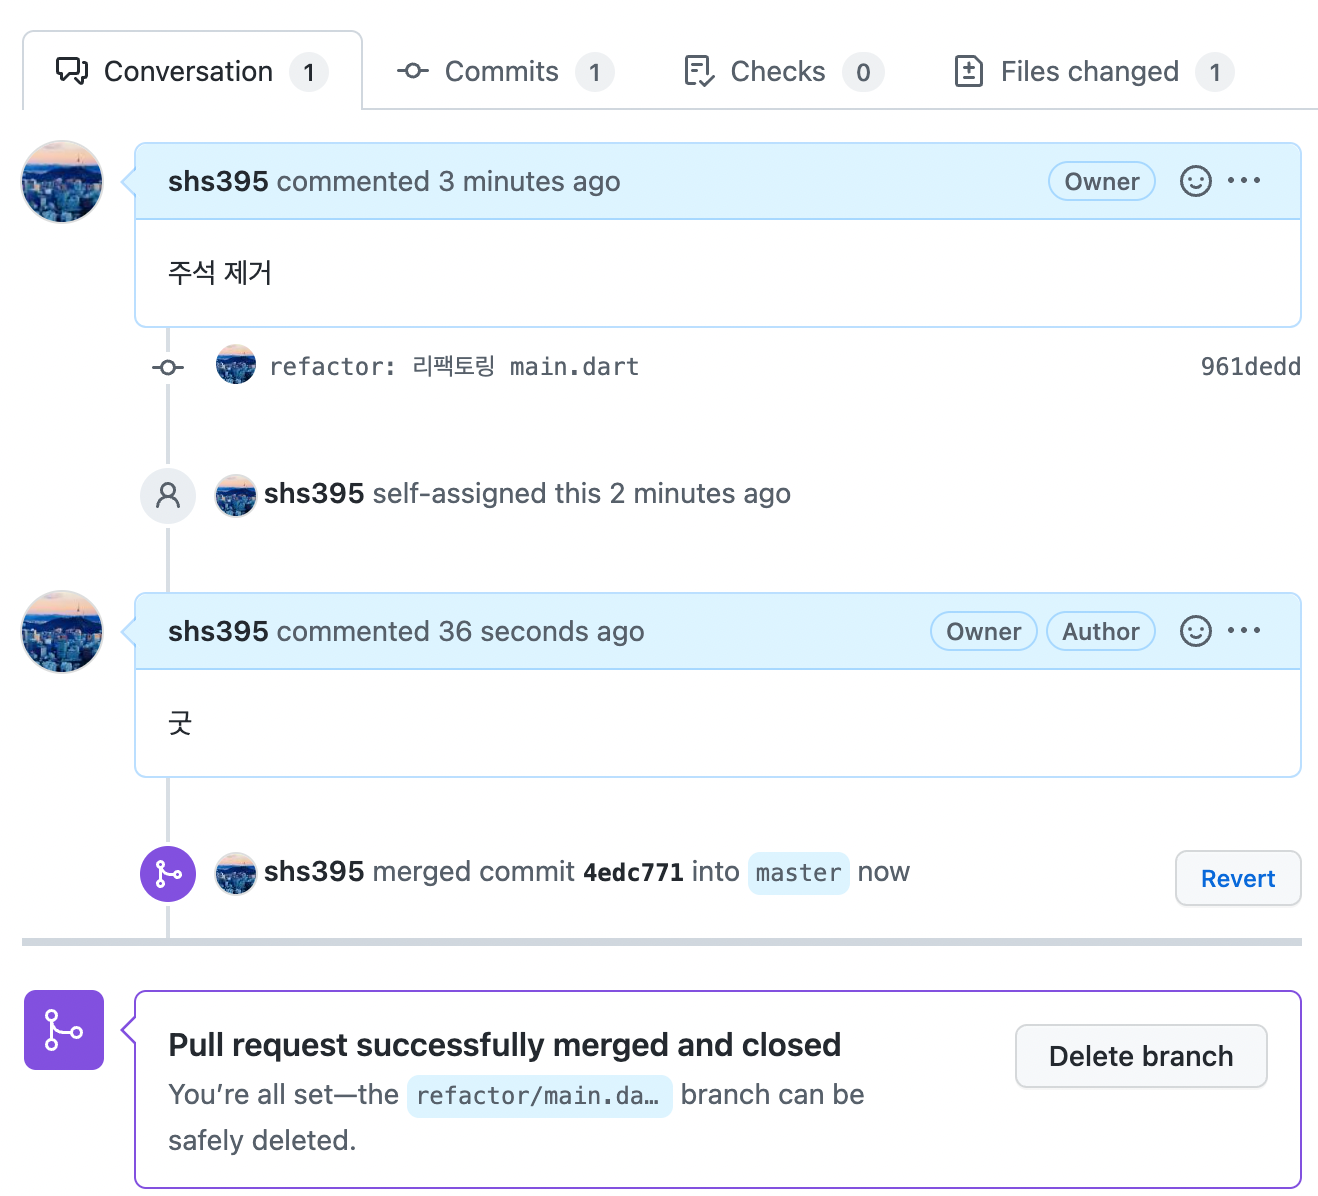 Conversation 1 Commits 1 Checks 0 Files changed 1
shs395 commented 3 minutes ago Owner
주석 제거
refactor: 리팩토링 main.dart 961dedd
shs395 self-assigned this 2 minutes ago
shs395 commented 36 seconds ago Owner Author
굿
shs395 merged commit 4edc771 into master now Revert
Pull request successfully merged and closed Delete branch
You’re all set—the refactor/main.da… branch can be
safely deleted.